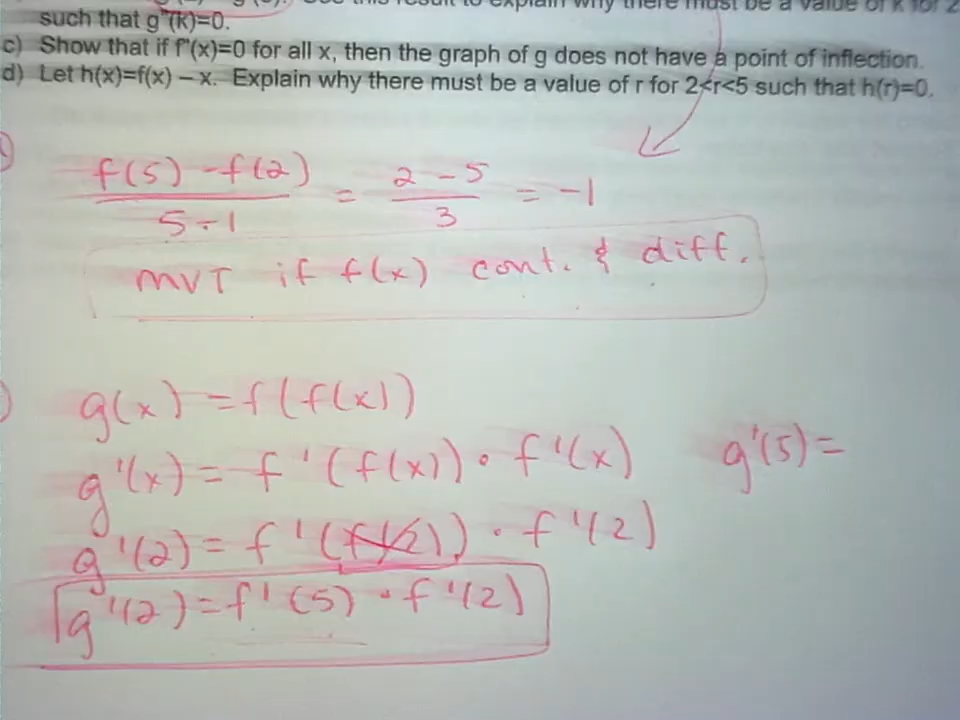 such that g"(k)=0.
c) Show that if f"(x)=0 for all x, then the graph of g does not have a point of inflection.
d) Let h(x)=f(x) – x. Explain why there must be a value of r for 2<r<5 such that h(r)=0.
f(5) - f(2) / 5-1 = 2-5 / 3 = -1
MVT if f(x) cont. & diff.
g(x) = f(f(x))
g'(x) = f'(f(x)) • f'(x) g'(5) =
g'(2) = f'(f(2)) • f'(2)
g'(2) = f'(5) • f'(2)